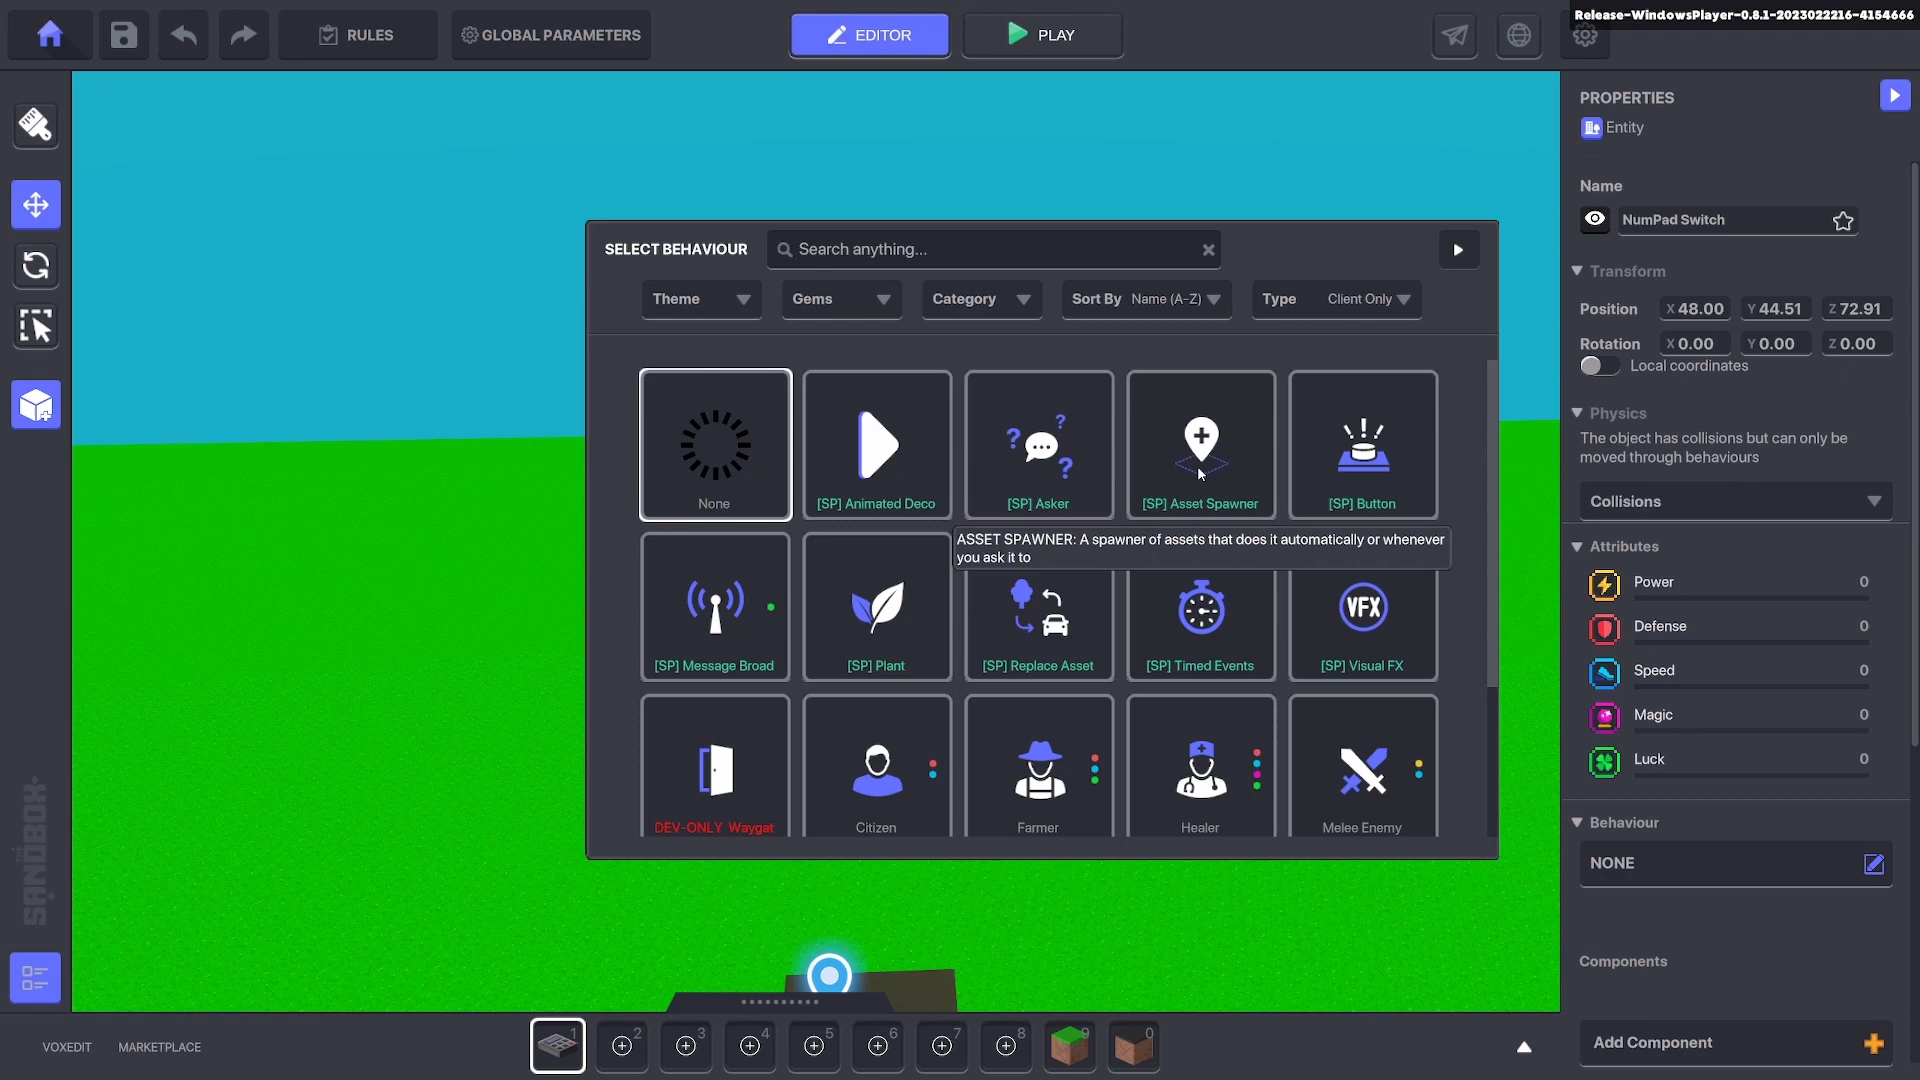 Release-WindowsPlayer-0.8.1-2023022216-4154666
RULES
GLOBAL PARAMETERS
EDITOR
PLAY
PROPERTIES
Entity
Name
NumPad Switch
Transform
Position X 48.00 Y 44.51 Z 72.91
Rotation X 0.00 Y 0.00 Z 0.00
Local coordinates
Physics
The object has collisions but can only be
moved through behaviours
Collisions
Attributes
Power 0
Defense 0
Speed 0
Magic 0
Luck 0
Behaviour
NONE
Components
Add Component
SELECT BEHAVIOUR
Search anything...
Theme
Gems
Category
Sort By Name (A-Z)
Type Client Only
None
[SP] Animated Deco
[SP] Asker
[SP] Asset Spawner
[SP] Button
ASSET SPAWNER: A spawner of assets that does it automatically or whenever
you ask it to
VFX
[SP] Message Broad
[SP] Plant
[SP] Replace Asset
[SP] Timed Events
[SP] Visual FX
DEV-ONLY Waygat
Citizen
Farmer
Healer
Melee Enemy
THE SANDBOX
VOXEDIT
MARKETPLACE
1
2
3
4
5
6
7
8
9
0